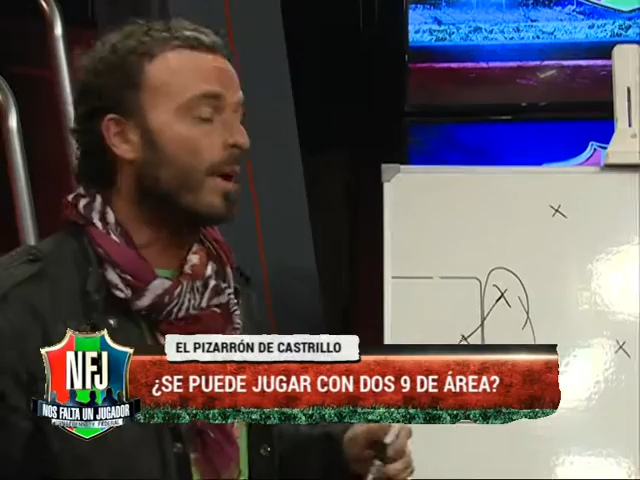 EL PIZARRÓN DE CASTRILLO
¿SE PUEDE JUGAR CON DOS 9 DE ÁREA?
NFJ
NOS FALTA UN JUGADOR